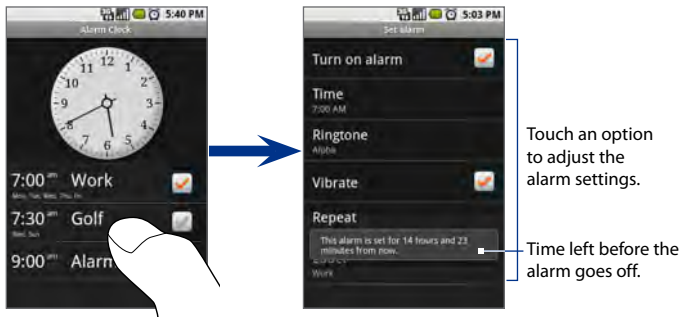 5:40 PM
Alarm Clock
12
11 1
10 2
9 3
8 4
7 5
6
7:00 am Work
Mon, Tue, Wed, Thu, Fri
7:30 am Golf
Wed, Sun
9:00 am Alarm
5:03 PM
Set alarm
Turn on alarm
Time
7:00 AM
Ringtone
Alpha
Vibrate
Repeat
This alarm is set for 14 hours and 23
minutes from now.
Work
Touch an option
to adjust the
alarm settings.
Time left before the
alarm goes off.